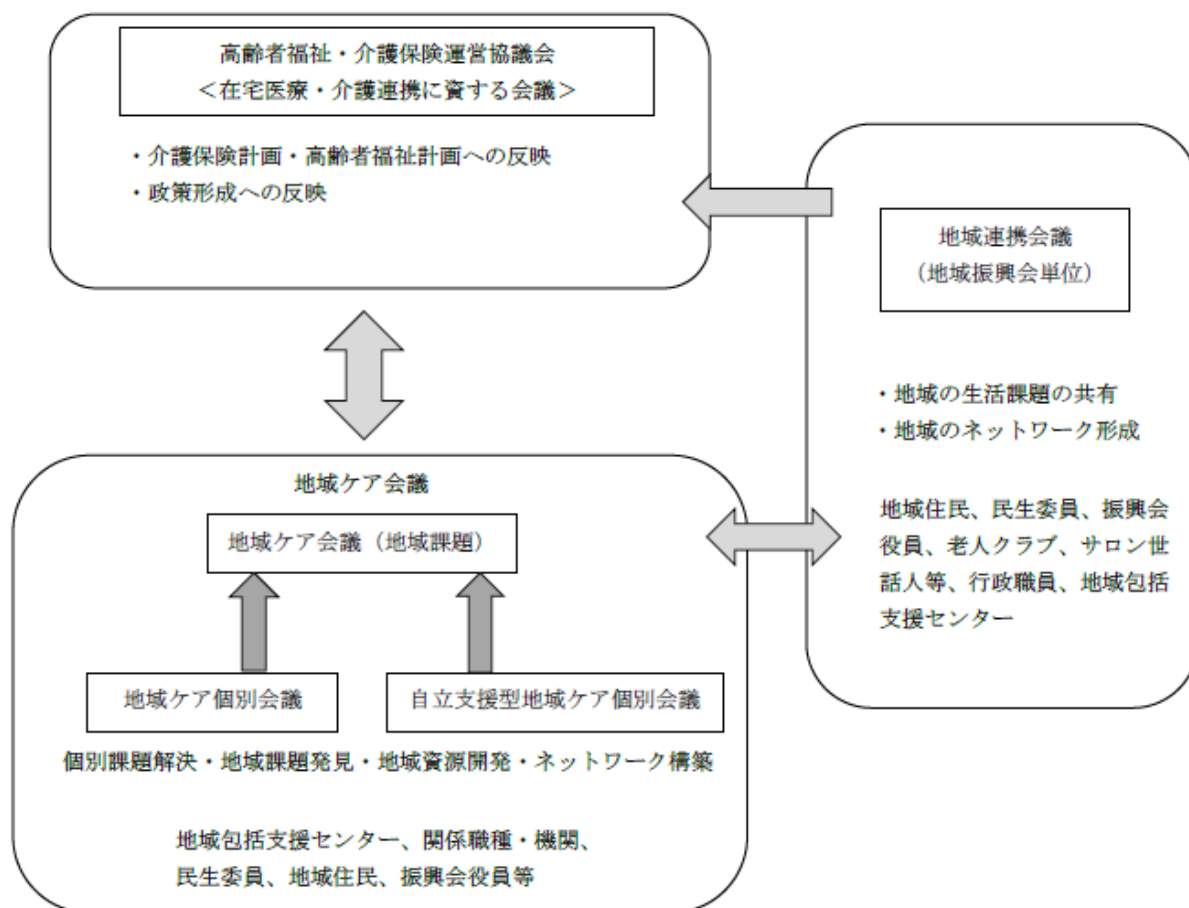 高齢者福祉・介護保険運営協議会
＜在宅医療・介護連携に資する会議＞
・介護保険計画・高齢者福祉計画への反映
・政策形成への反映
地域連携会議
（地域振興会単位）
・地域の生活課題の共有
・地域のネットワーク形成
地域住民、民生委員、振興会
役員、老人クラブ、サロン世
話人等、行政職員、地域包括
支援センター
地域ケア会議
地域ケア会議（地域課題）
地域ケア個別会議
自立支援型地域ケア個別会議
個別課題解決・地域課題発見・地域資源開発・ネットワーク構築
地域包括支援センター、関係職種・機関、
民生委員、地域住民、振興会役員等